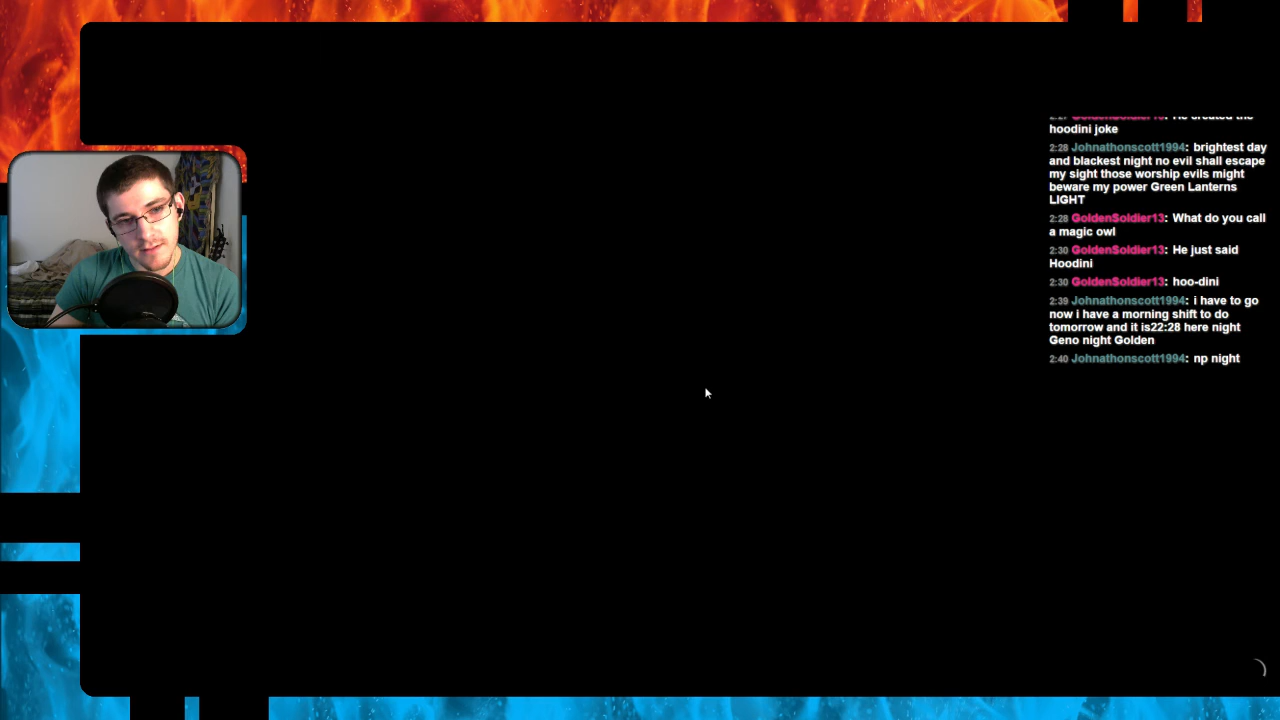 hoodini joke
2:28 Johnathonscott1994: brightest day
and blackest night no evil shall escape
my sight those worship evils might
beware my power Green Lanterns
LIGHT
2:28 GoldenSoldier13: What do you call
a magic owl
2:30 GoldenSoldier13: He just said
Hoodini
2:30 GoldenSoldier13: hoo-dini
2:39 Johnathonscott1994: i have to go
now i have a morning shift to do
tomorrow and it is22:28 here night
Geno night Golden
2:40 Johnathonscott1994: np night